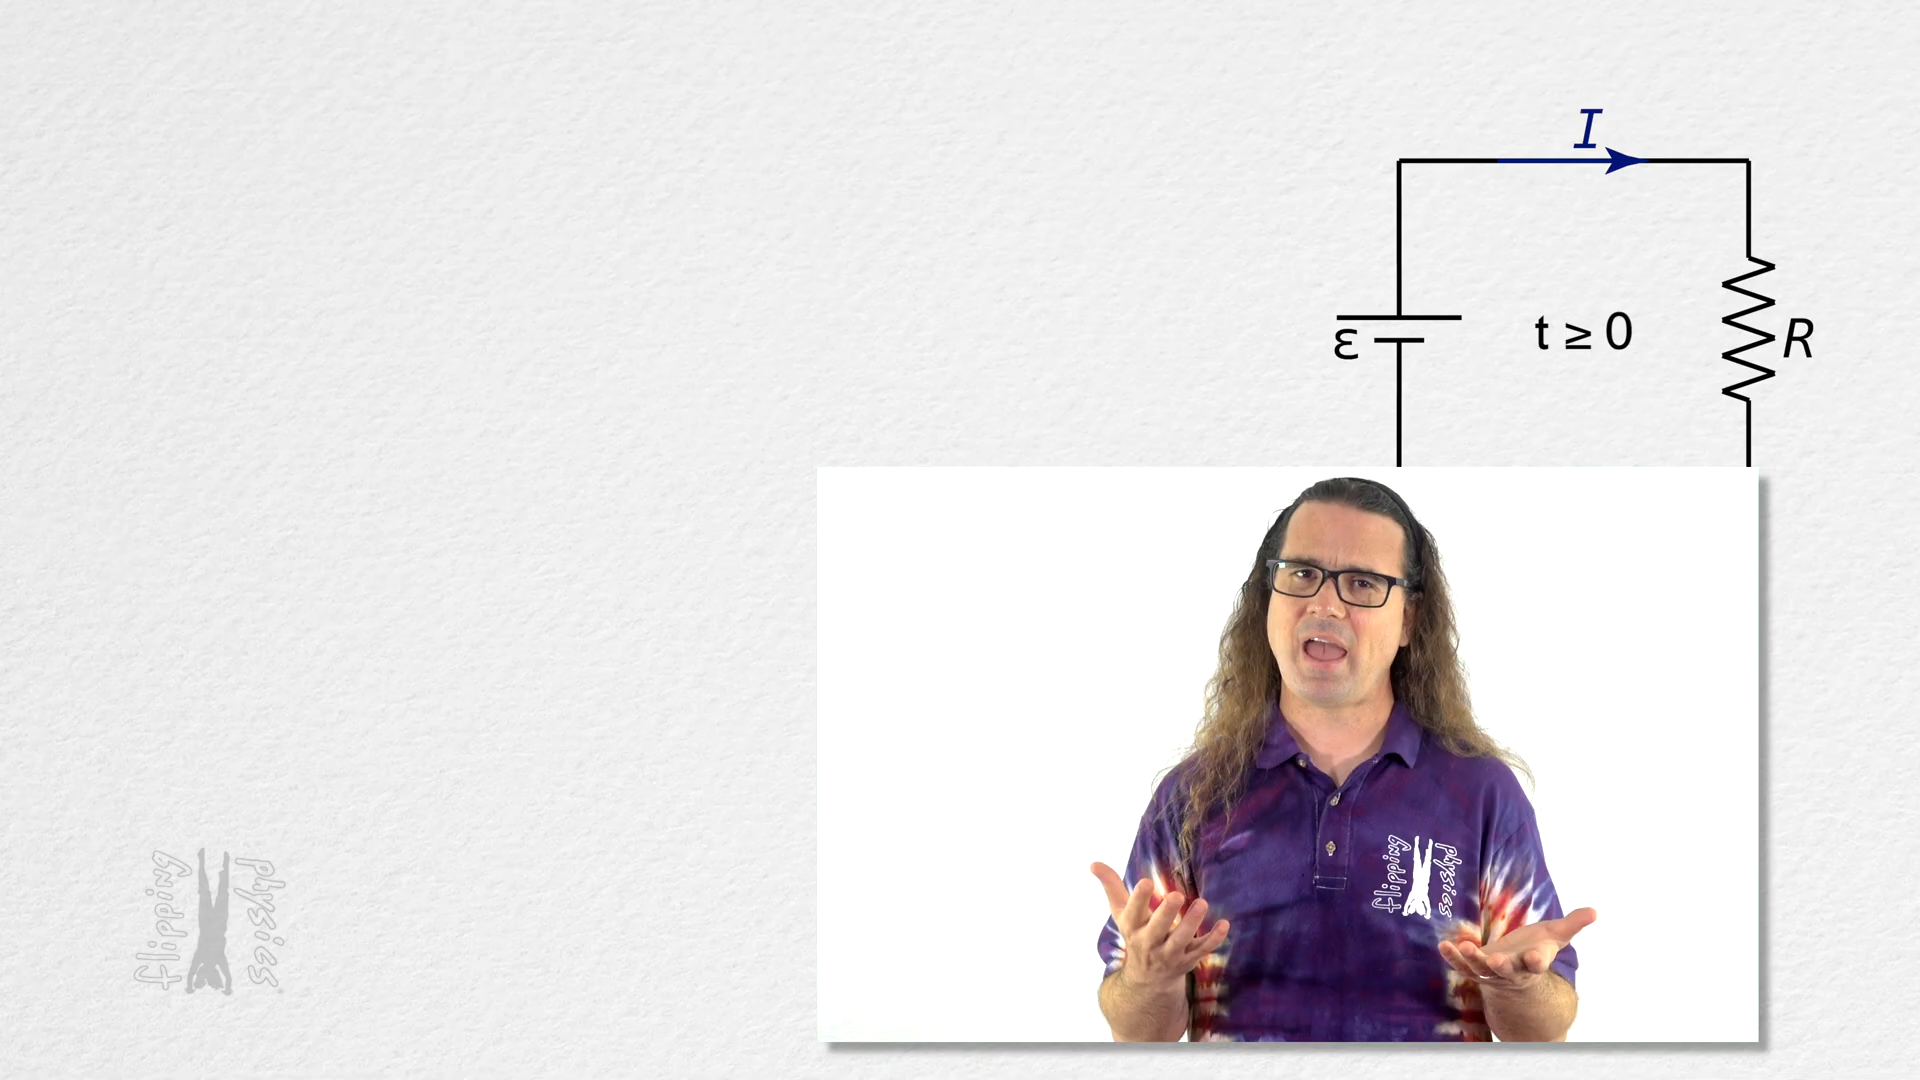 I
ε
t ≥ 0
R
flipping
physics
flipping
physics